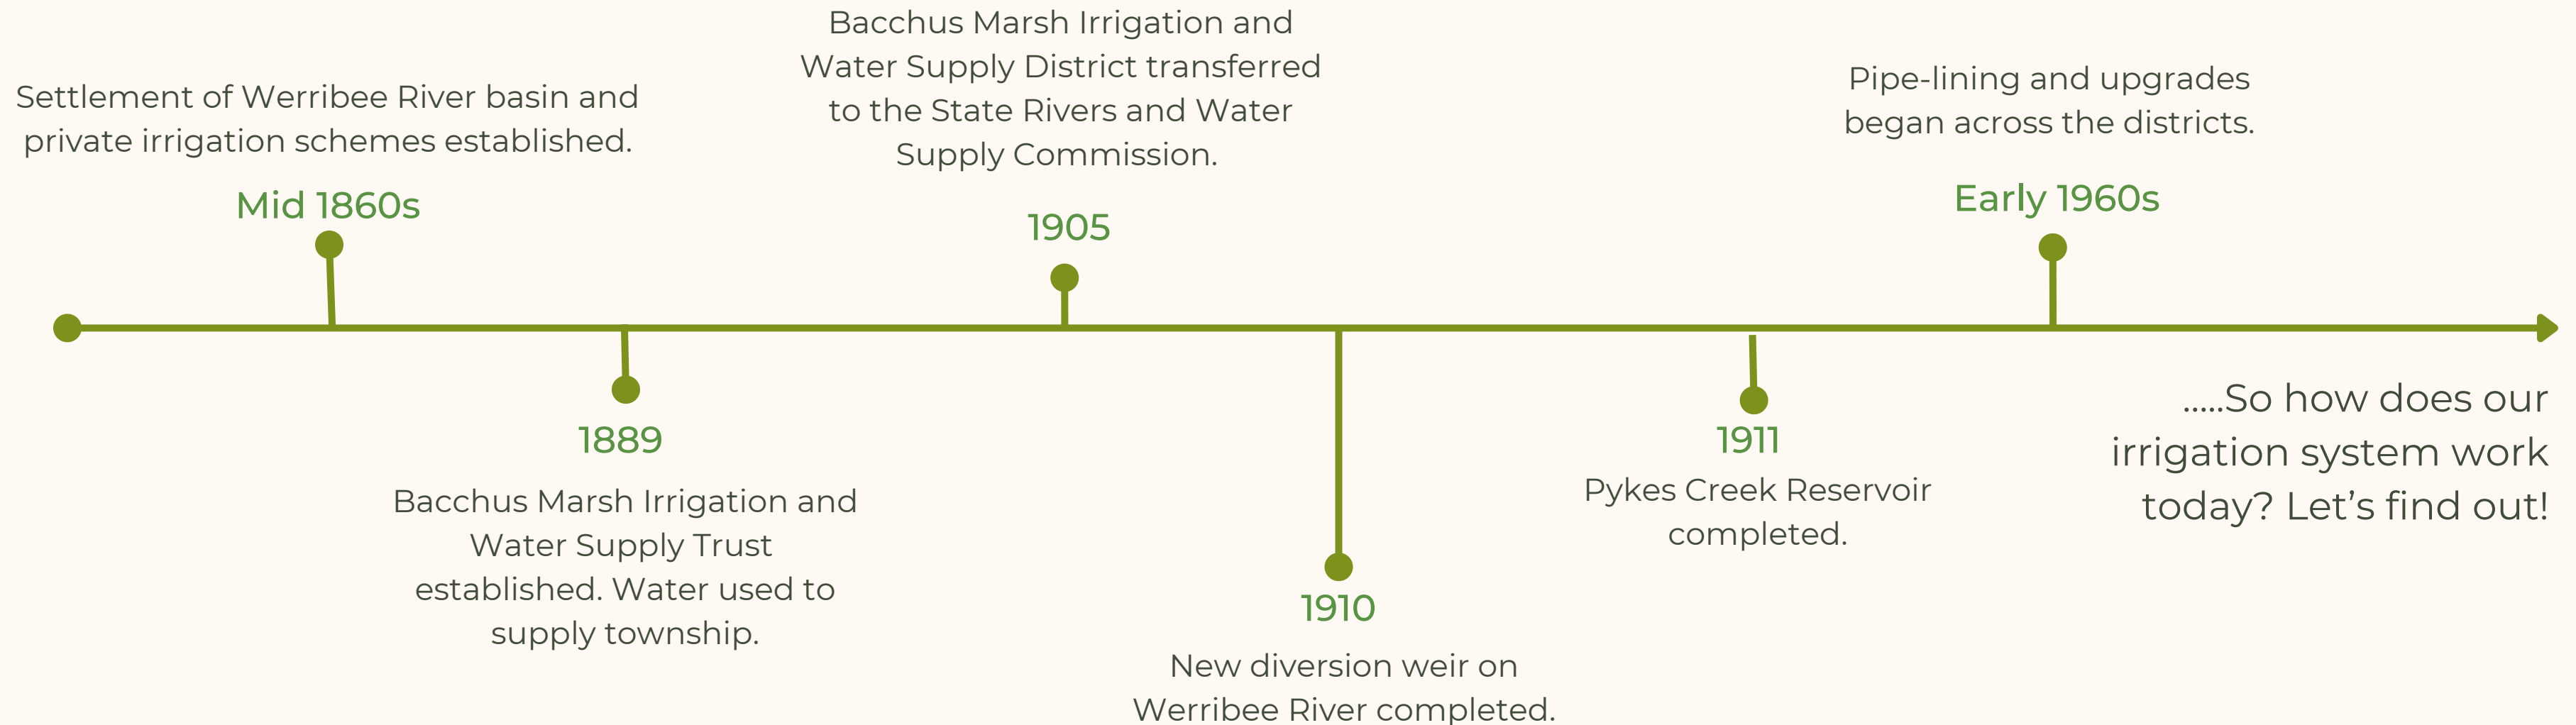 Settlement of Werribee River basin and
private irrigation schemes established.
Mid 1860s
1889
Bacchus Marsh Irrigation and
Water Supply Trust
established. Water used to
supply township.
Bacchus Marsh Irrigation and
Water Supply District transferred
to the State Rivers and Water
Supply Commission.
1905
1910
New diversion weir on
Werribee River completed.
1911
Pykes Creek Reservoir
completed.
Pipe-lining and upgrades
began across the districts.
Early 1960s
.....So how does our
irrigation system work
today? Let’s find out!